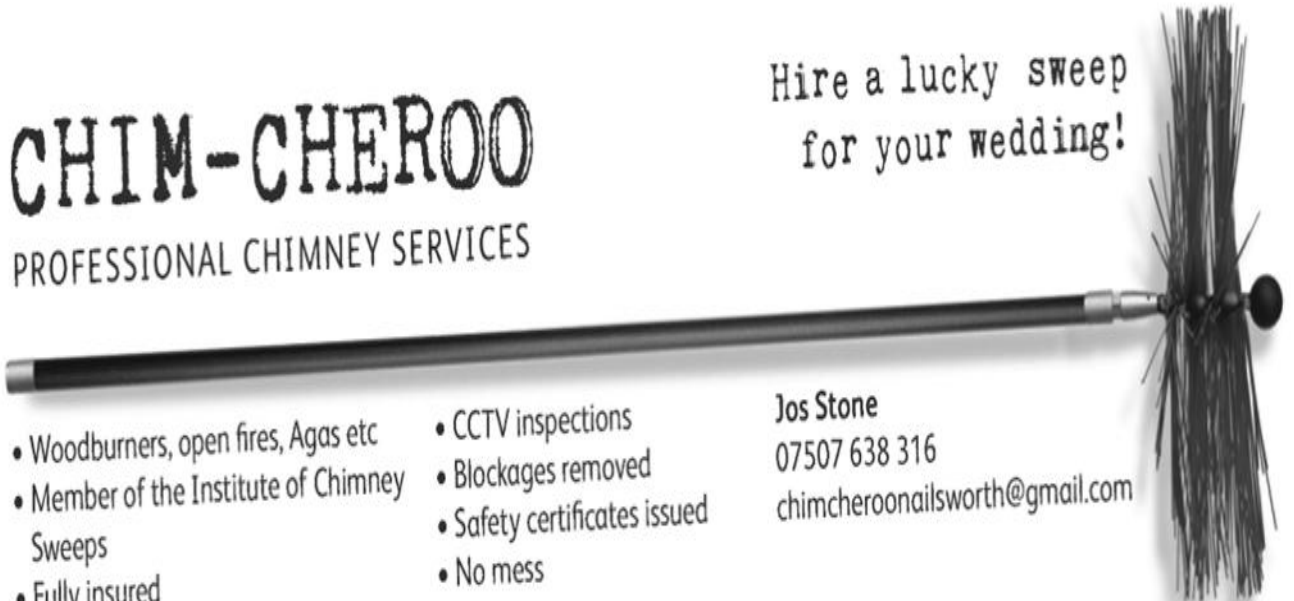 CHIM-CHEROO
PROFESSIONAL CHIMNEY SERVICES
Hire a lucky sweep
for your wedding!
• Woodburners, open fires, Agas etc
• Member of the Institute of Chimney
Sweeps
• Fully insured
• CCTV inspections
• Blockages removed
• Safety certificates issued
• No mess
Jos Stone
07507 638 316
chimcheroonailsworth@gmail.com